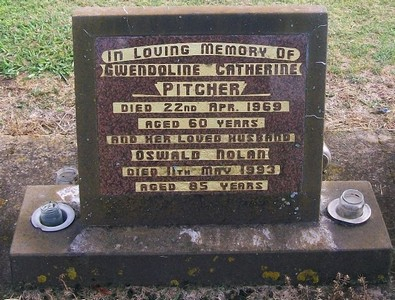 IN LOVING MEMORY OF
GWENDOLINE CATHERINE
PITCHER
DIED 22ND APR. 1969
AGED 60 YEARS
AND HER LOVED HUSBAND
OSWALD NOLAN
DIED 11TH MAY 1993
AGED 85 YEARS